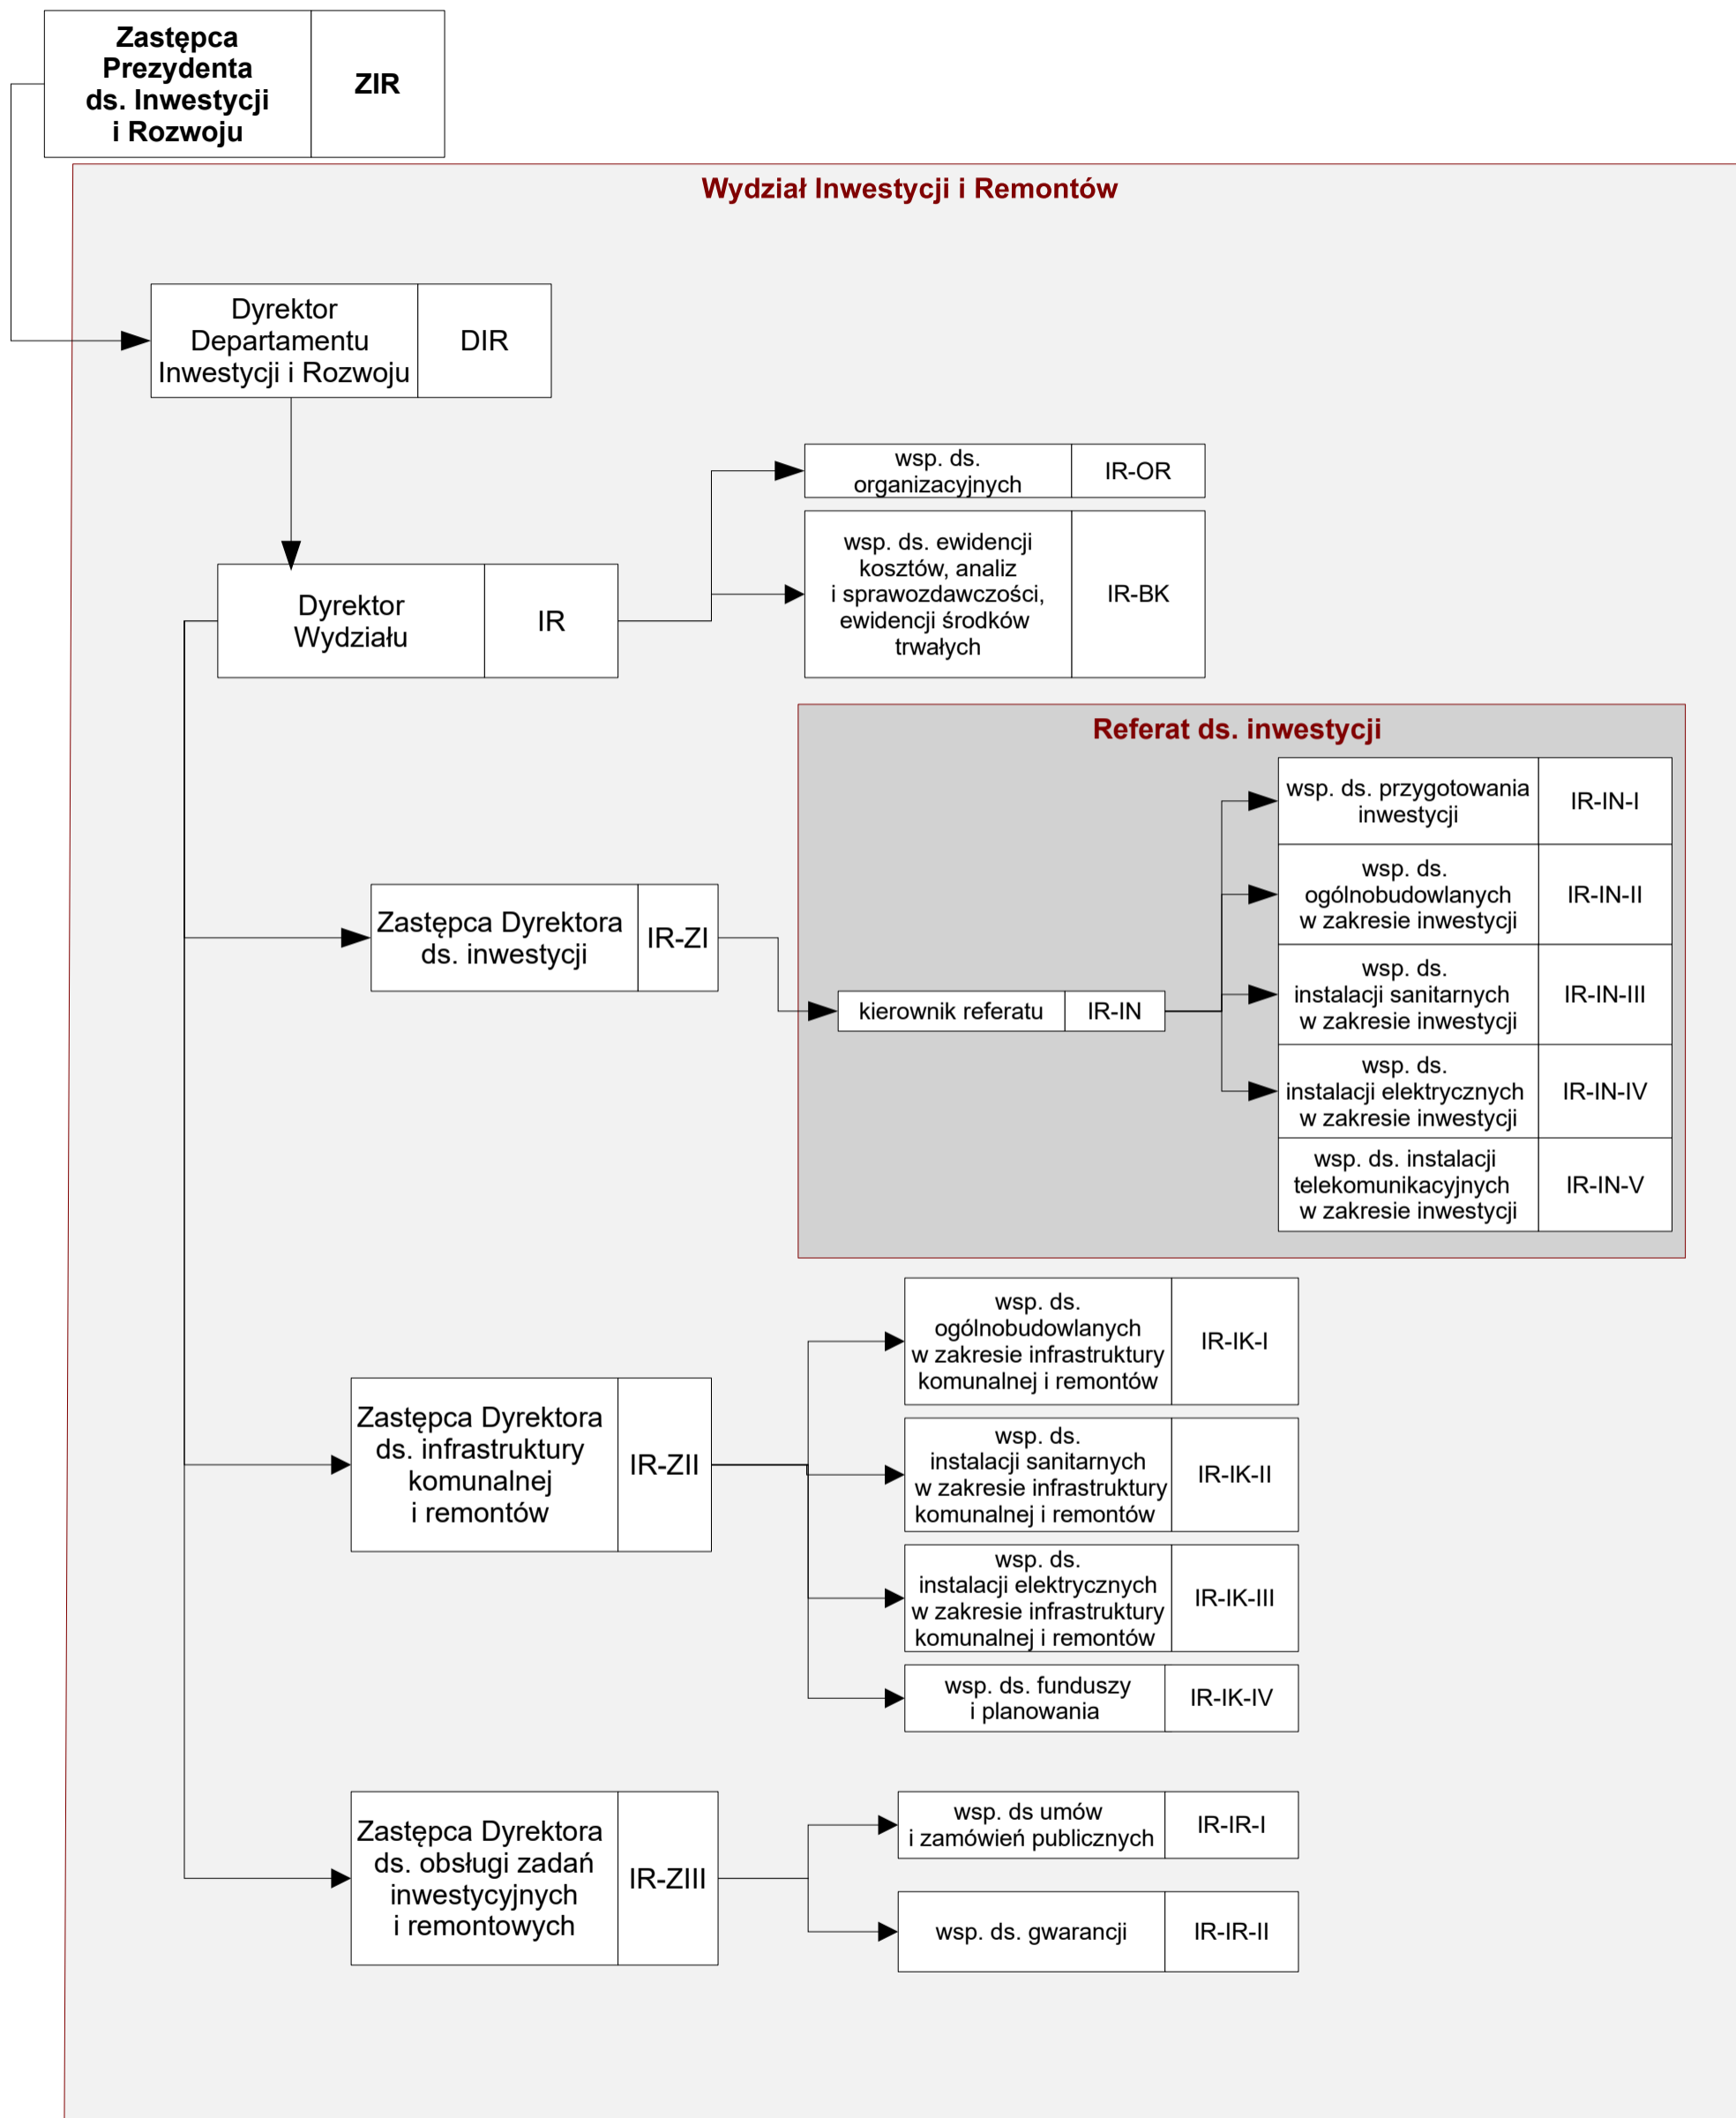 Zastępca
Prezydenta
ds. Inwestycji
i Rozwoju
ZIR
Wydział Inwestycji i Remontów
Dyrektor
Departamentu
Inwestycji i Rozwoju
DIR
wsp. ds.
organizacyjnych
IR-OR
wsp. ds. ewidencji
kosztów, analiz
i sprawozdawczości,
ewidencji środków
trwałych
IR-BK
Dyrektor
Wydziału
IR
Referat ds. inwestycji
wsp. ds. przygotowania
inwestycji
IR-IN-I
wsp. ds.
ogólnobudowlanych
w zakresie inwestycji
IR-IN-II
Zastępca Dyrektora
ds. inwestycji
IR-ZI
kierownik referatu
IR-IN
wsp. ds.
instalacji sanitarnych
w zakresie inwestycji
IR-IN-III
wsp. ds.
instalacji elektrycznych
w zakresie inwestycji
IR-IN-IV
wsp. ds. instalacji
telekomunikacyjnych
w zakresie inwestycji
IR-IN-V
wsp. ds.
ogólnobudowlanych
w zakresie infrastruktury
komunalnej i remontów
IR-IK-I
Zastępca Dyrektora
ds. infrastruktury
komunalnej
i remontów
IR-ZII
wsp. ds.
instalacji sanitarnych
w zakresie infrastruktury
komunalnej i remontów
IR-IK-II
wsp. ds.
instalacji elektrycznych
w zakresie infrastruktury
komunalnej i remontów
IR-IK-III
wsp. ds. funduszy
i planowania
IR-IK-IV
Zastępca Dyrektora
ds. obsługi zadań
inwestycyjnych
i remontowych
IR-ZIII
wsp. ds umów
i zamówień publicznych
IR-IR-I
wsp. ds. gwarancji
IR-IR-II